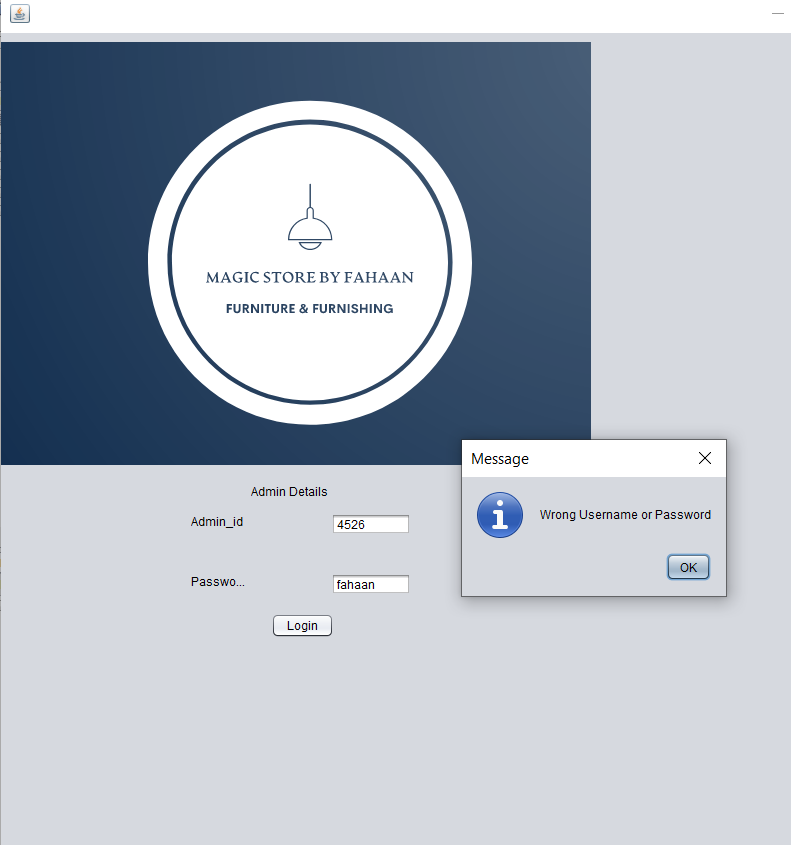 MAGIC STORE BY FAHAAN
FURNITURE & FURNISHING
Message
Wrong Username or Password
OK
Admin Details
Admin_id
4526
Passwo...
fahaan
Login